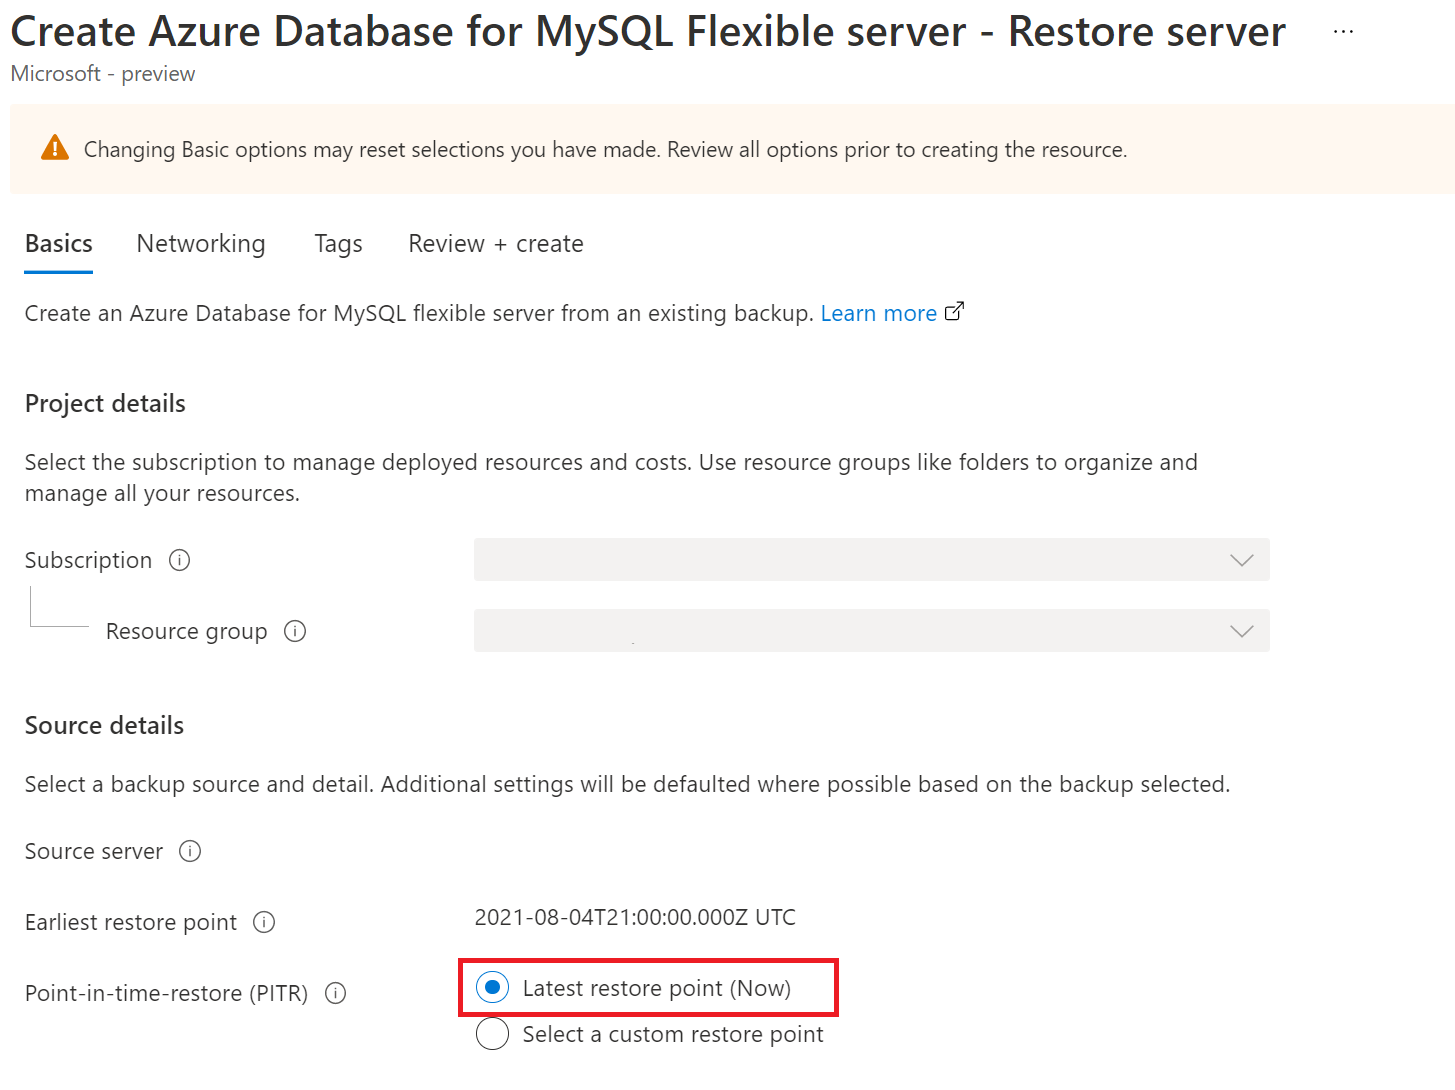 Create Azure Database for MySQL Flexible server - Restore server ...
Microsoft - preview
Changing Basic options may reset selections you have made. Review all options prior to creating the resource.
Basics Networking Tags Review + create
Create an Azure Database for MySQL flexible server from an existing backup. Learn more
Project details
Select the subscription to manage deployed resources and costs. Use resource groups like folders to organize and
manage all your resources.
Subscription
Resource group
Source details
Select a backup source and detail. Additional settings will be defaulted where possible based on the backup selected.
Source server
Earliest restore point 2021-08-04T21:00:00.000Z UTC
Point-in-time-restore (PITR) Latest restore point (Now)
Select a custom restore point